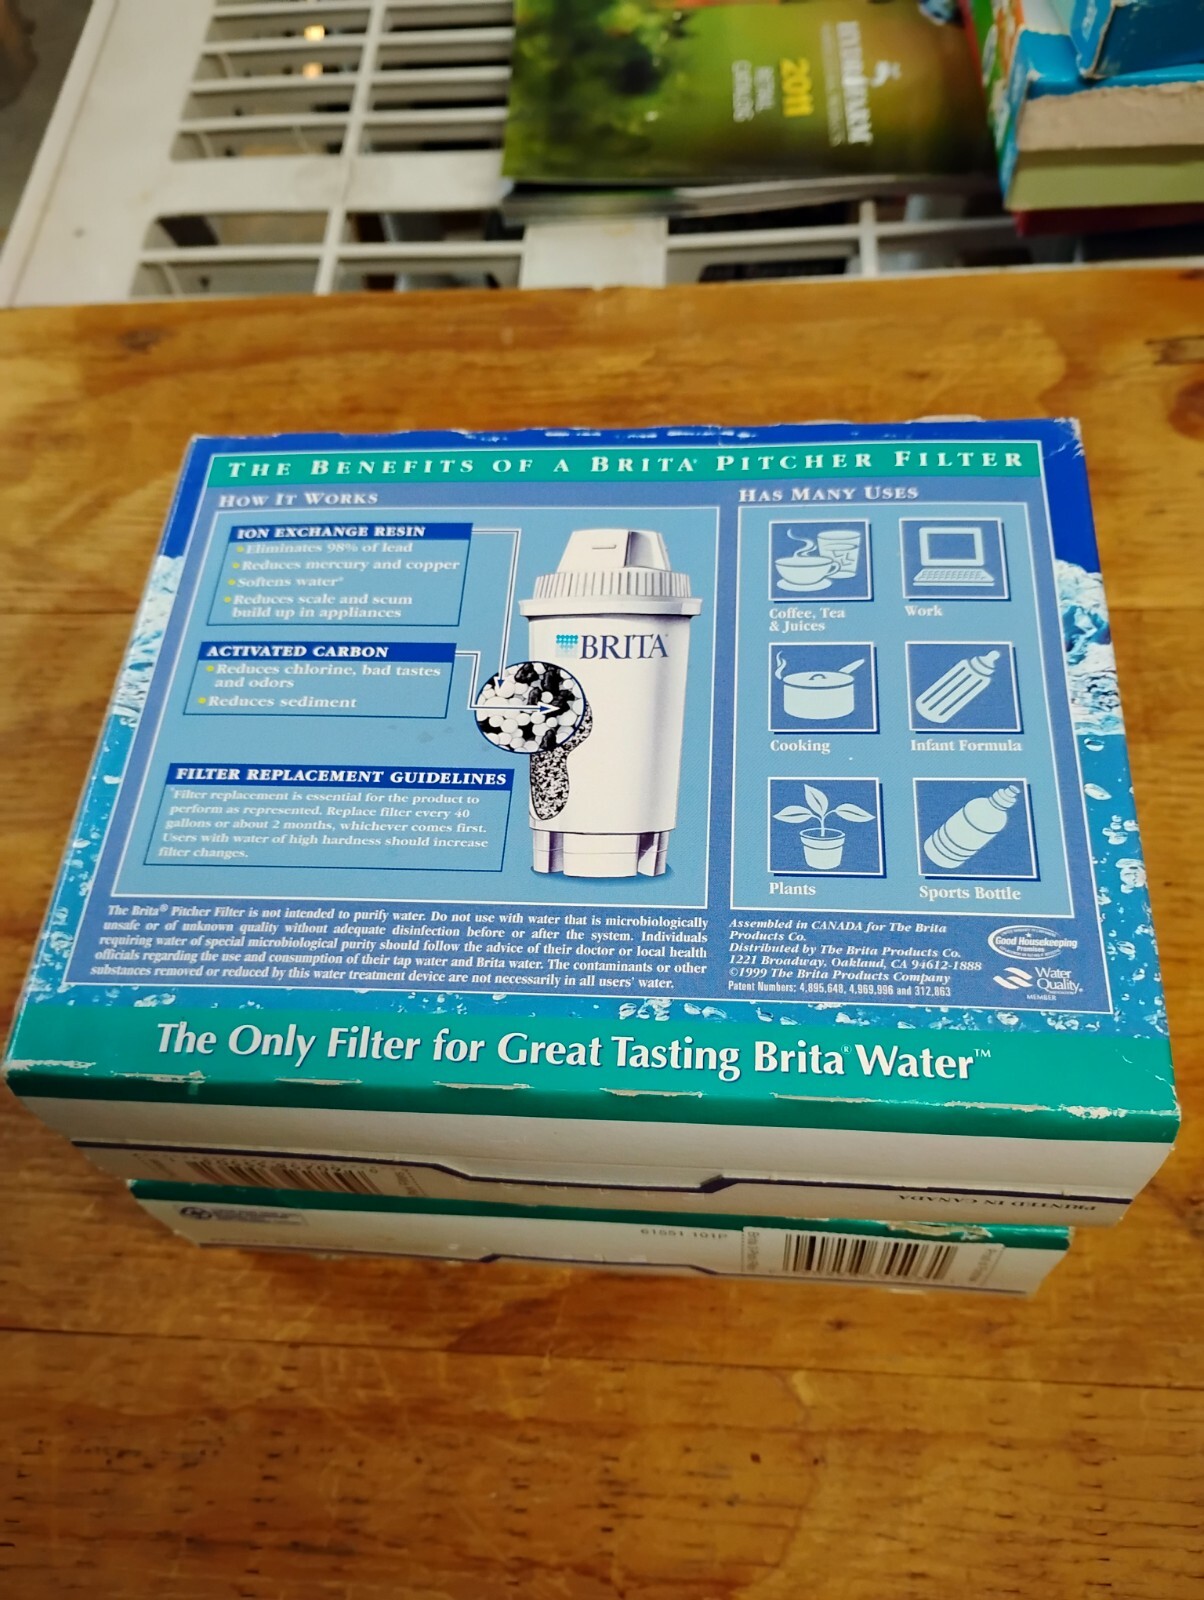 2011
RETAIL
CATALOG
THE BENEFITS OF A BRITA® PITCHER FILTER
HOW IT WORKS
ION EXCHANGE RESIN
Eliminates 98% of lead
Reduces mercury and copper
Softens water*
Reduces scale and scum
build up in appliances
ACTIVATED CARBON
Reduces chlorine, bad tastes
and odors
Reduces sediment
FILTER REPLACEMENT GUIDELINES
*Filter replacement is essential for the product to
perform as represented. Replace filter every 40
gallons or about 2 months, whichever comes first.
Users with water of high hardness should increase
filter changes.
BRITA®
HAS MANY USES
Coffee, Tea
& Juices
Work
Cooking
Infant Formula
Plants
Sports Bottle
The Brita® Pitcher Filter is not intended to purify water. Do not use with water that is microbiologically
unsafe or of unknown quality without adequate disinfection before or after the system. Individuals
requiring water of special microbiological purity should follow the advice of their doctor or local health
officials regarding the use and consumption of their tap water and Brita water. The contaminants or other
substances removed or reduced by this water treatment device are not necessarily in all users' water.
Assembled in CANADA for The Brita
Products Co.
Distributed by The Brita Products Co.
1221 Broadway, Oakland, CA 94612-1888
©1999 The Brita Products Company
Patent Numbers: 4,895,648, 4,969,996 and 312,863
Good Housekeeping
Promises
Water
Quality
MEMBER
The Only Filter for Great Tasting Brita® Water™
PRINTED IN CANADA
61551 101P